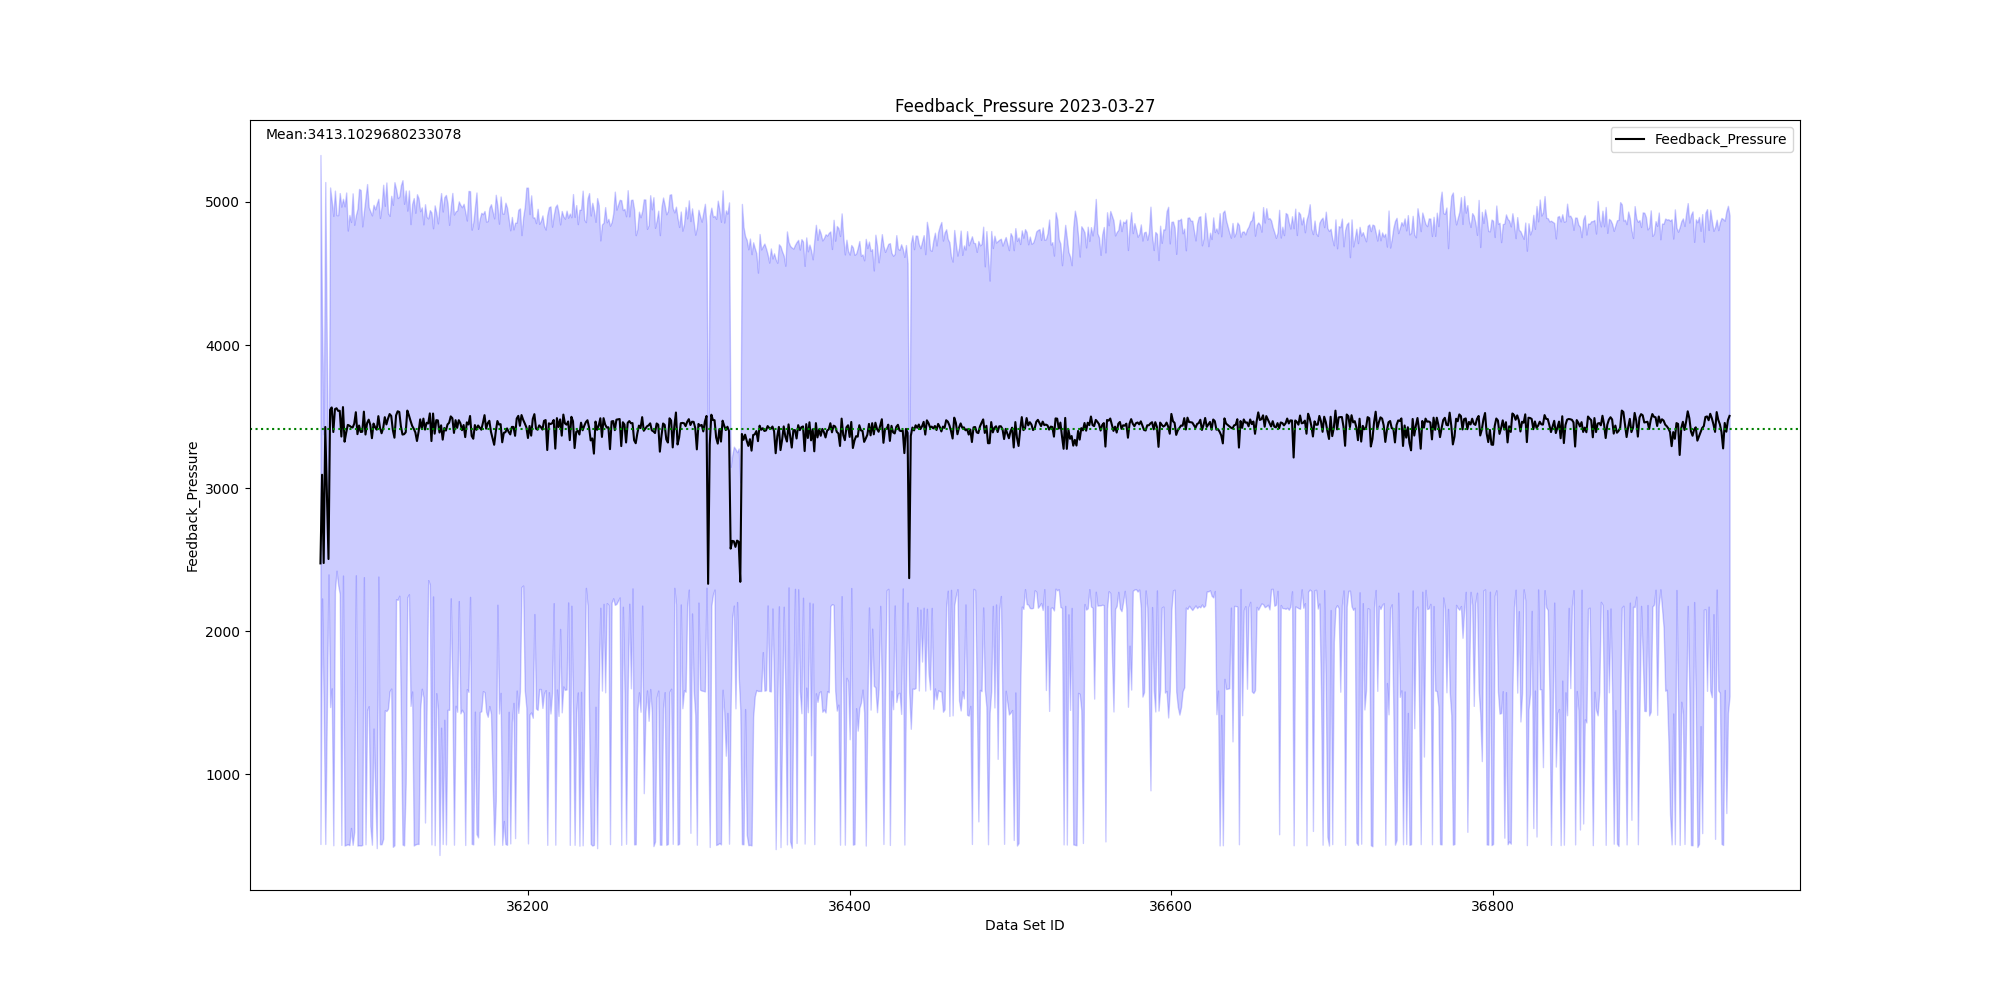 Feedback_Pressure 2023-03-27
Mean:3413.1029680233078
Feedback_Pressure
5000
4000
3000
2000
1000
Feedback_Pressure
36200
36400
36600
36800
Data Set ID